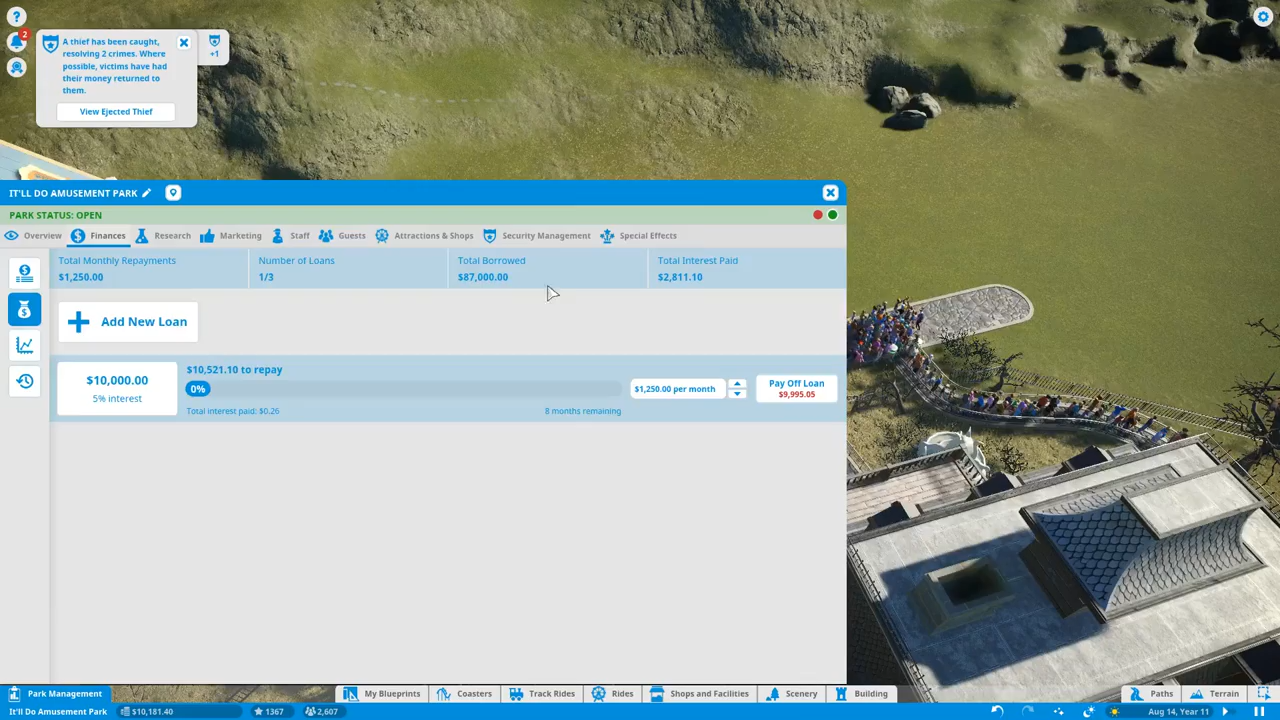 ?
2
A thief has been caught,
resolving 2 crimes. Where
possible, victims have had
their money returned to
them.
+1
View Ejected Thief
IT'LL DO AMUSEMENT PARK
PARK STATUS: OPEN
Overview Finances Research Marketing Staff Guests Attractions & Shops Security Management Special Effects
Total Monthly Repayments Number of Loans Total Borrowed Total Interest Paid
$1,250.00 1/3 $87,000.00 $2,811.10
Add New Loan
$10,521.10 to repay
$10,000.00
5% interest
0%
$1,250.00 per month
Pay Off Loan
$9,995.05
Total interest paid: $0.26 8 months remaining
Park Management My Blueprints Coasters Track Rides Rides Shops and Facilities Scenery Building Paths Terrain
It'll Do Amusement Park $10,181.40 1367 2,607 Aug 14, Year 11